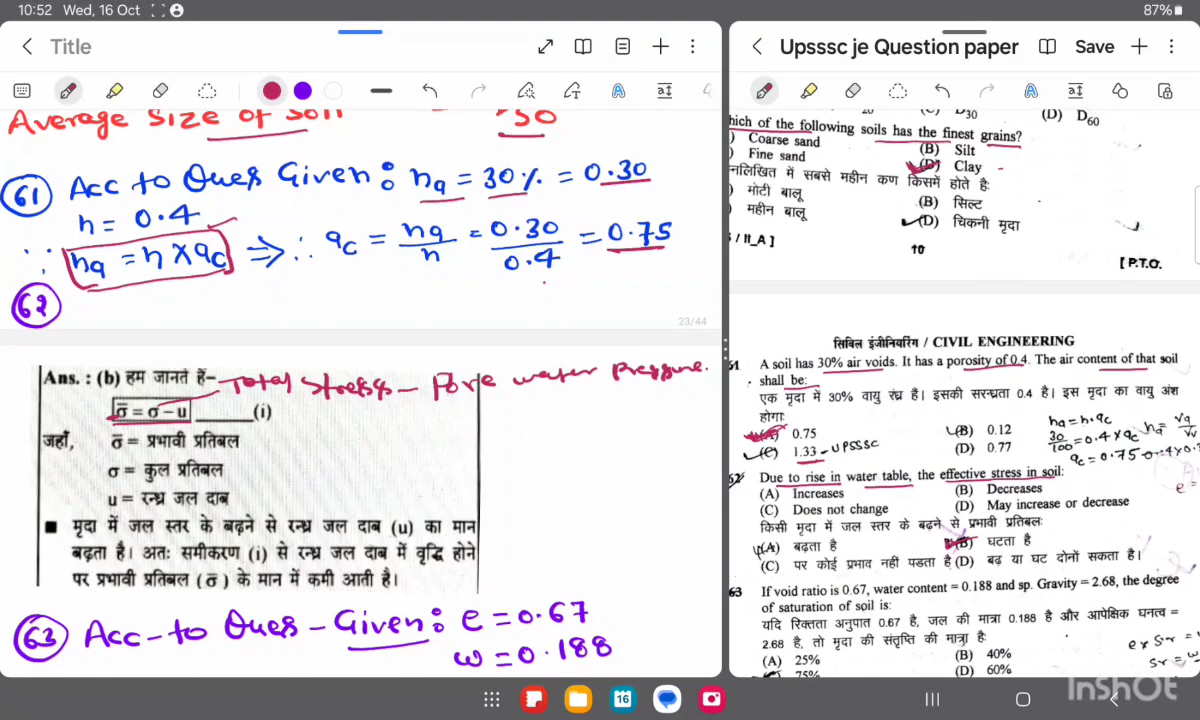 10:52 Wed, 16 Oct
87%
Title
Average Size of Soil
50
61 Acc to Ques Given: na = 30% = 0.30
n = 0.4
∵ na = n × ac ⟹ ∴ ac = na/n = 0.30/0.4 = 0.75
62
23/44
Ans. : (b) हम जानते हैं– Total Stress – Pore water Pressure.
σ̅ = σ – u (i)
जहाँ, σ̅ = प्रभावी प्रतिबल
σ = कुल प्रतिबल
u = रन्ध्र जल दाब
■ मृदा में जल स्तर के बढ़ने से रन्ध्र जल दाब (u) का मान
बढ़ता है। अतः समीकरण (i) से रन्ध्र जल दाब में वृद्धि होने
पर प्रभावी प्रतिबल (σ̅) के मान में कमी आती है।
63 Acc-to Ques – Given: e = 0.67
ω = 0.188
Upsssc je Question paper
Save
D30
(D) D60
hich of the following soils has the finest grains?
) Coarse sand (B) Silt
) Fine sand (D) Clay
नलिखित में सबसे महीन कण किसमें होते है:
) मोटी बालू (B) सिल्ट
) महीन बालू (D) चिकनी मृदा
/ II_A ] 10
[ P.T.O.
सिविल इंजीनियरिंग / CIVIL ENGINEERING
61 A soil has 30% air voids. It has a porosity of 0.4. The air content of that soil
shall be:
एक मृदा में 30% वायु रंध्र है। इसकी सरन्ध्रता 0.4 है। इस मृदा का वायु अंश
होगा:
(A) 0.75 (B) 0.12
(C) 1.33 – UPSSSC (D) 0.77
na = n·ac
30/100 = 0.4 × ac
ac = 0.75
62 Due to rise in water table, the effective stress in soil:
(A) Increases (B) Decreases
(C) Does not change (D) May increase or decrease
किसी मृदा में जल स्तर के बढ़ने से प्रभावी प्रतिबल:
(A) बढ़ता है (B) घटता है
(C) पर कोई प्रभाव नहीं पडता है (D) बढ़ या घट दोनों सकता है।
63 If void ratio is 0.67, water content = 0.188 and sp. Gravity = 2.68, the degree
of saturation of soil is:
यदि रिक्तता अनुपात 0.67 है, जल की मात्रा 0.188 है और आपेक्षिक घनत्व =
2.68 है, तो मृदा की संतृप्ति की मात्रा है:
(A) 25% (B) 40%
75% (D) 60%
e × Sr =
Sr = w
16
InShOt